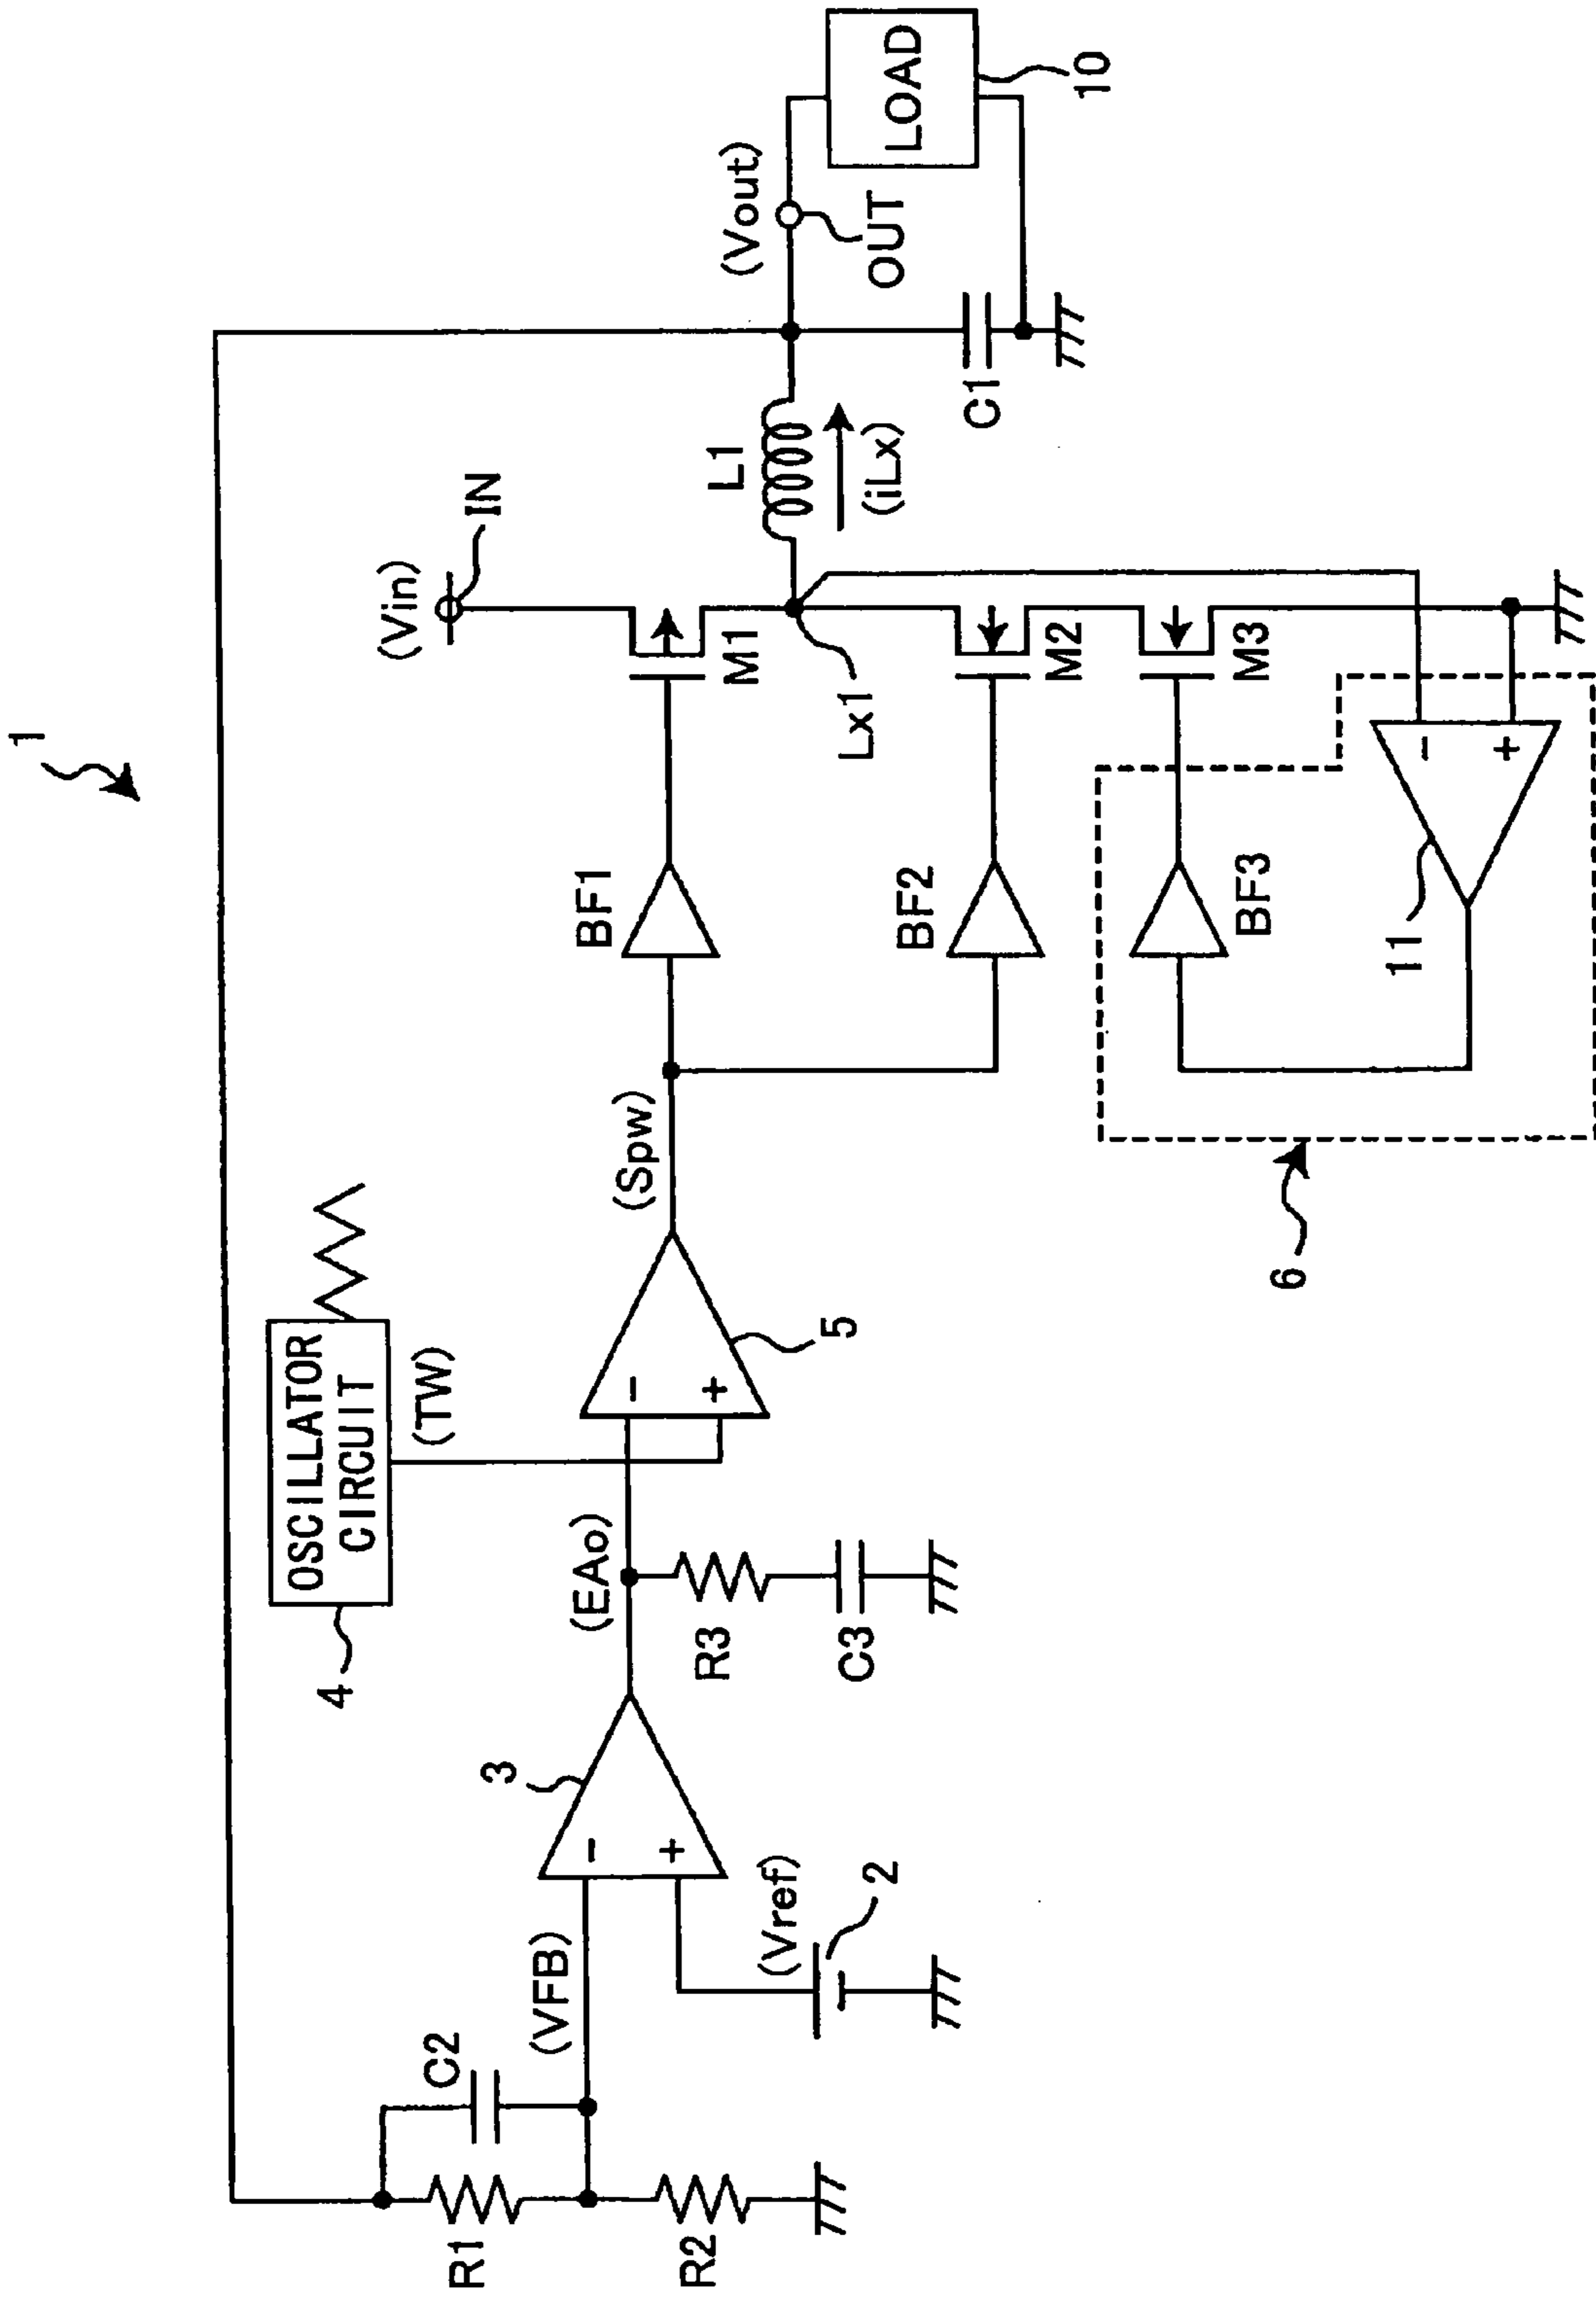 1
(Vin)
IN
OSCILLATOR
CIRCUIT
4
(TW)
C2
R1
(VFB)
3
-
+
(EAo)
R3
C3
(Vref)
2
R2
-
+
5
(Spw)
BF1
M1
Lx1
L1
(iLx)
(Vout)
OUT
LOAD
10
C1
BF2
M2
BF3
M3
11
-
+
6